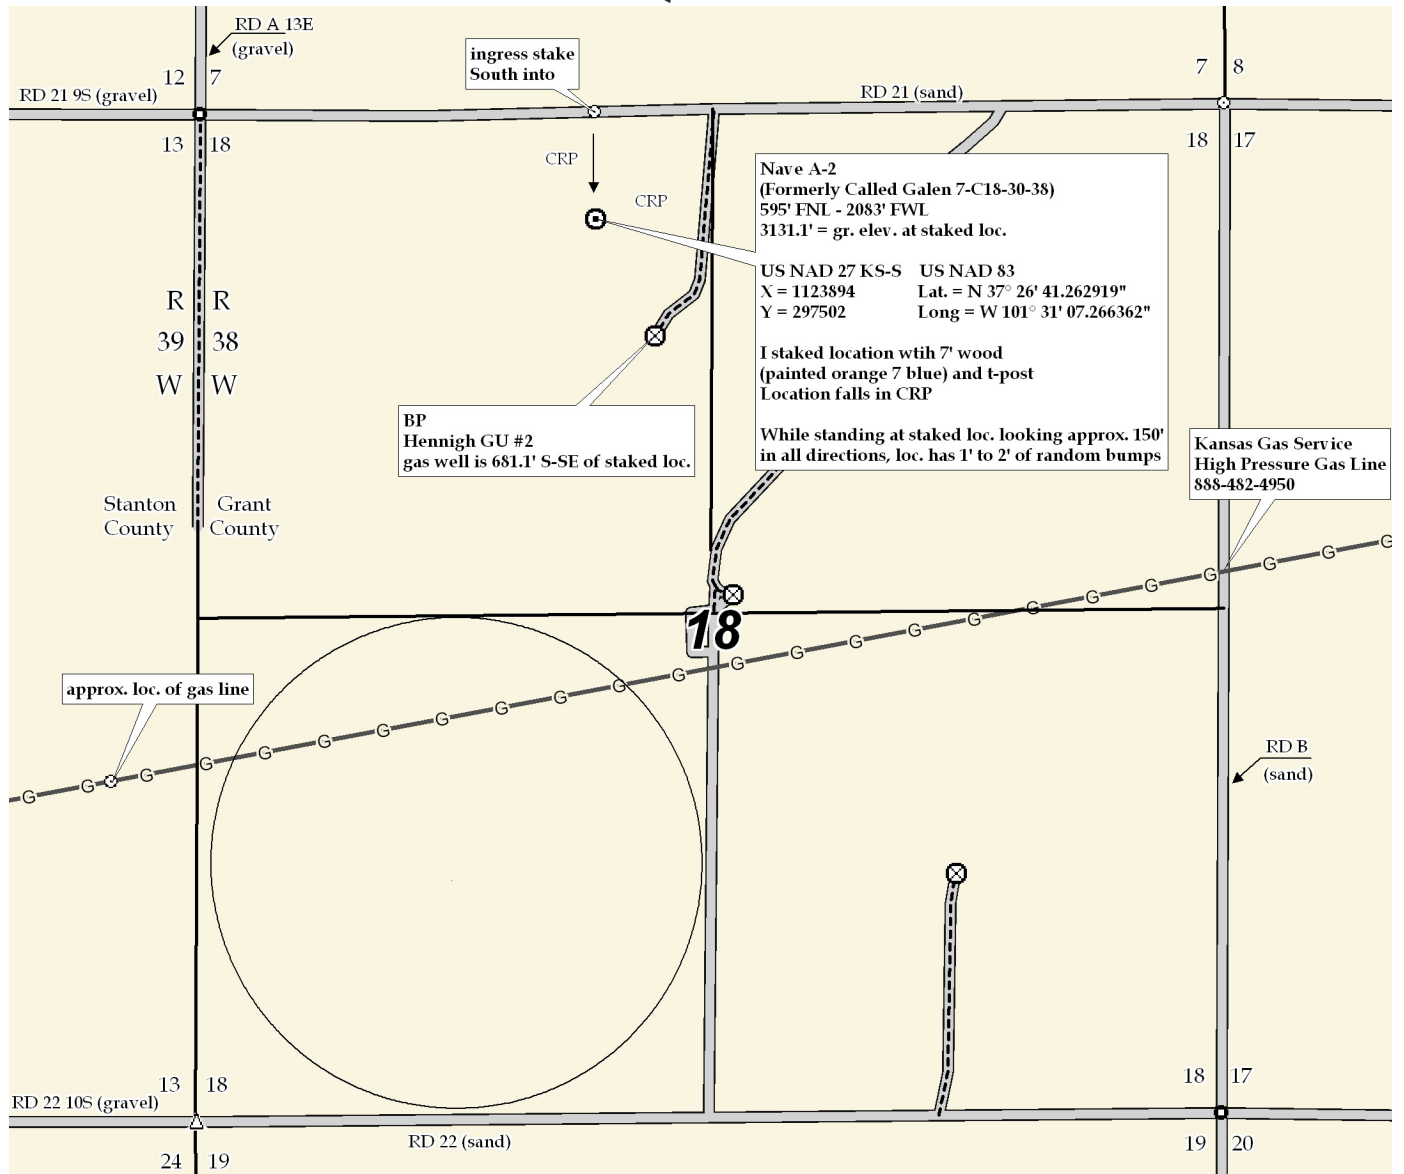 RD A 13E
(gravel)
ingress stake
South into
12 7
7 8
RD 21 9S (gravel)
RD 21 (sand)
13 18
18 17
CRP
CRP
Nave A-2
(Formerly Called Galen 7-C18-30-38)
595' FNL - 2083' FWL
3131.1' = gr. elev. at staked loc.
US NAD 27 KS-S US NAD 83
X = 1123894 Lat. = N 37° 26' 41.262919"
Y = 297502 Long = W 101° 31' 07.266362"
I staked location wtih 7' wood
(painted orange 7 blue) and t-post
Location falls in CRP
While standing at staked loc. looking approx. 150'
in all directions, loc. has 1' to 2' of random bumps
R R
39 38
W W
BP
Hennigh GU #2
gas well is 681.1' S-SE of staked loc.
Kansas Gas Service
High Pressure Gas Line
888-482-4950
Stanton
County
Grant
County
G G G G G G G G G G G G G G G G G G G G G G G G
18
approx. loc. of gas line
RD B
(sand)
13 18
18 17
RD 22 10S (gravel)
RD 22 (sand)
24 19
19 20